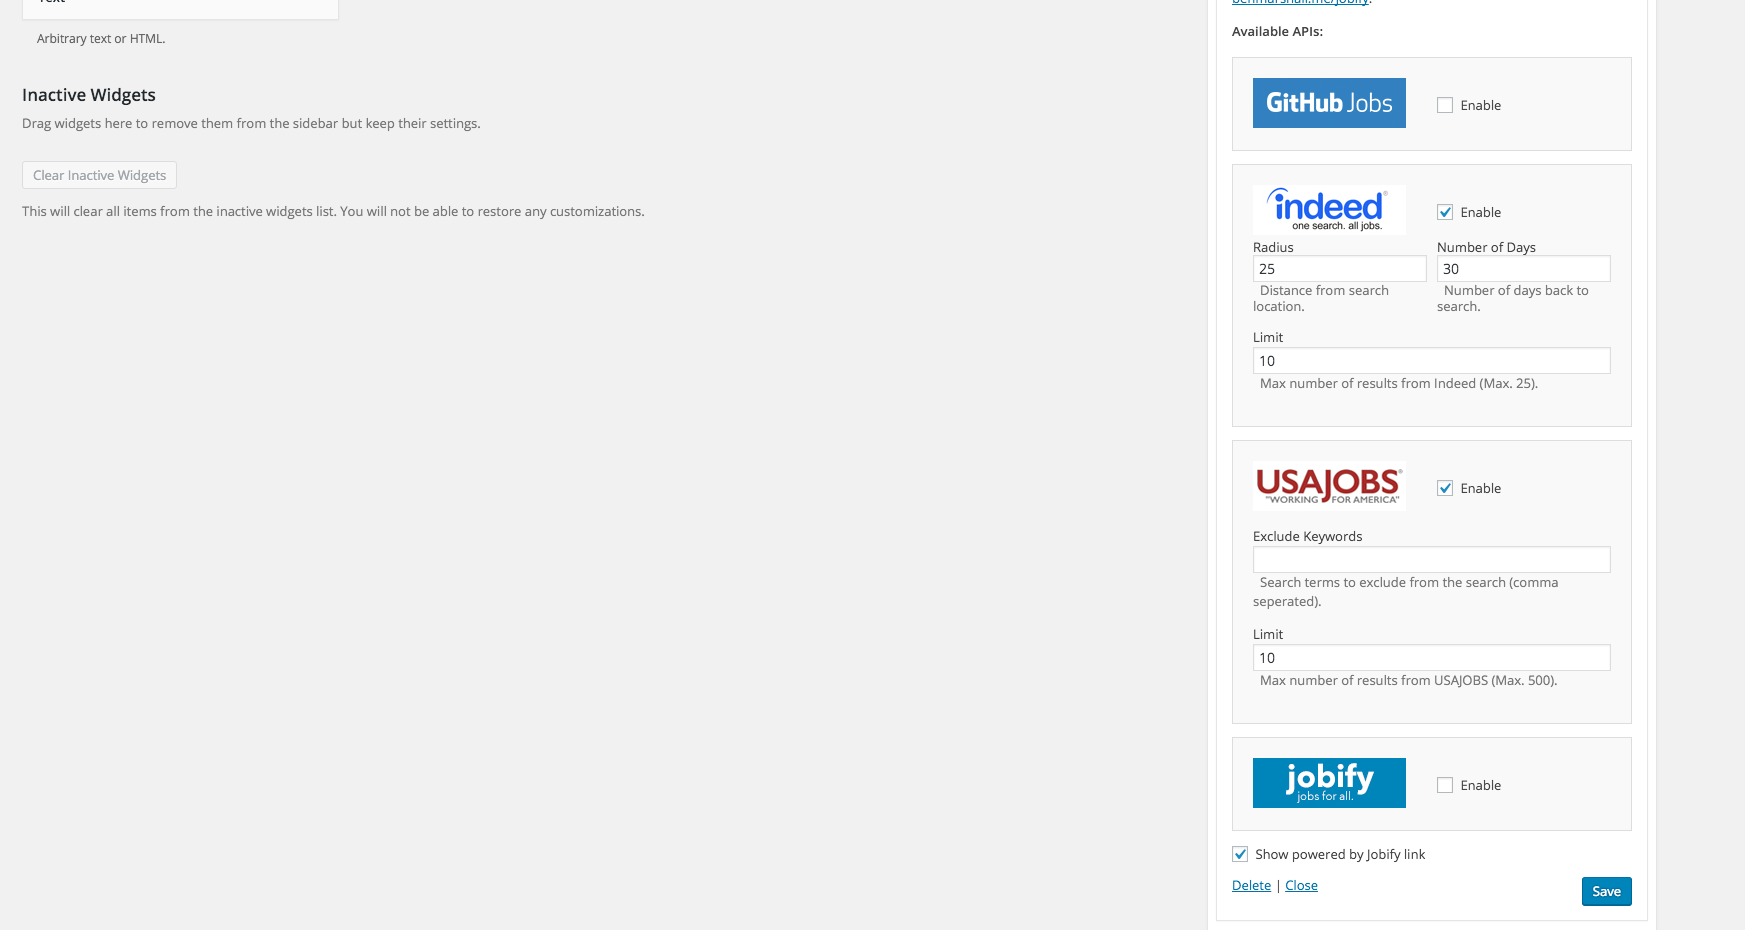 Text
Arbitrary text or HTML.
Inactive Widgets
Drag widgets here to remove them from the sidebar but keep their settings.
Clear Inactive Widgets
This will clear all items from the inactive widgets list. You will not be able to restore any customizations.
benmarshall.me/jobify.
Available APIs:
GitHub Jobs
Enable
indeed®
one search. all jobs.
Enable
Radius
Number of Days
25
30
Distance from search
location.
Number of days back to
search.
Limit
10
Max number of results from Indeed (Max. 25).
USAJOBS®
"WORKING FOR AMERICA"
Enable
Exclude Keywords
Search terms to exclude from the search (comma
seperated).
Limit
10
Max number of results from USAJOBS (Max. 500).
jobify
jobs for all.
Enable
Show powered by Jobify link
Delete | Close
Save